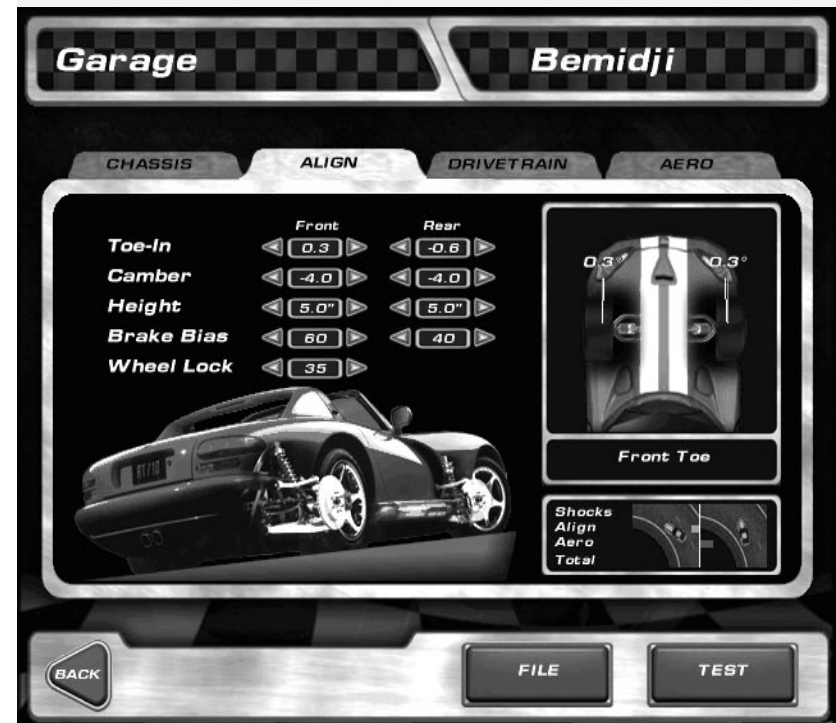 Garage Bemidji
CHASSIS ALIGN DRIVETRAIN AERO
Front Rear
Toe-In 0.3 -0.6
Camber -4.0 -4.0
Height 5.0" 5.0"
Brake Bias 60 40
Wheel Lock 35
0.3° 0.3°
RT/10
Front Toe
Shocks
Align
Aero
Total
BACK FILE TEST